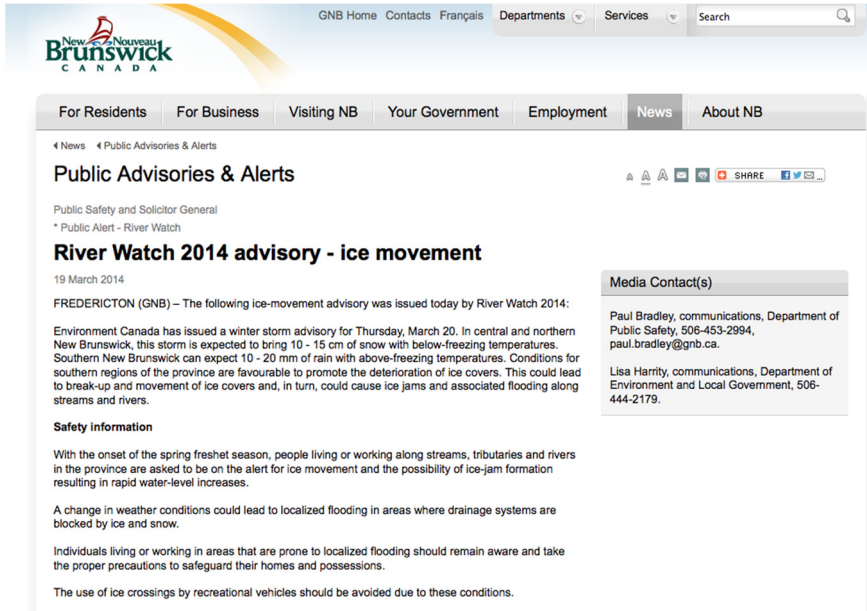 GNB Home Contacts Français Departments Services Search
New Nouveau
Brunswick
CANADA
For Residents For Business Visiting NB Your Government Employment News About NB
News Public Advisories & Alerts
Public Advisories & Alerts
A A A SHARE ...
Public Safety and Solicitor General
* Public Alert - River Watch
River Watch 2014 advisory - ice movement
19 March 2014
FREDERICTON (GNB) – The following ice-movement advisory was issued today by River Watch 2014:
Environment Canada has issued a winter storm advisory for Thursday, March 20. In central and northern
New Brunswick, this storm is expected to bring 10 - 15 cm of snow with below-freezing temperatures.
Southern New Brunswick can expect 10 - 20 mm of rain with above-freezing temperatures. Conditions for
southern regions of the province are favourable to promote the deterioration of ice covers. This could lead
to break-up and movement of ice covers and, in turn, could cause ice jams and associated flooding along
streams and rivers.
Safety information
With the onset of the spring freshet season, people living or working along streams, tributaries and rivers
in the province are asked to be on the alert for ice movement and the possibility of ice-jam formation
resulting in rapid water-level increases.
A change in weather conditions could lead to localized flooding in areas where drainage systems are
blocked by ice and snow.
Individuals living or working in areas that are prone to localized flooding should remain aware and take
the proper precautions to safeguard their homes and possessions.
The use of ice crossings by recreational vehicles should be avoided due to these conditions.
Media Contact(s)
Paul Bradley, communications, Department of
Public Safety, 506-453-2994,
paul.bradley@gnb.ca.
Lisa Harrity, communications, Department of
Environment and Local Government, 506-
444-2179.